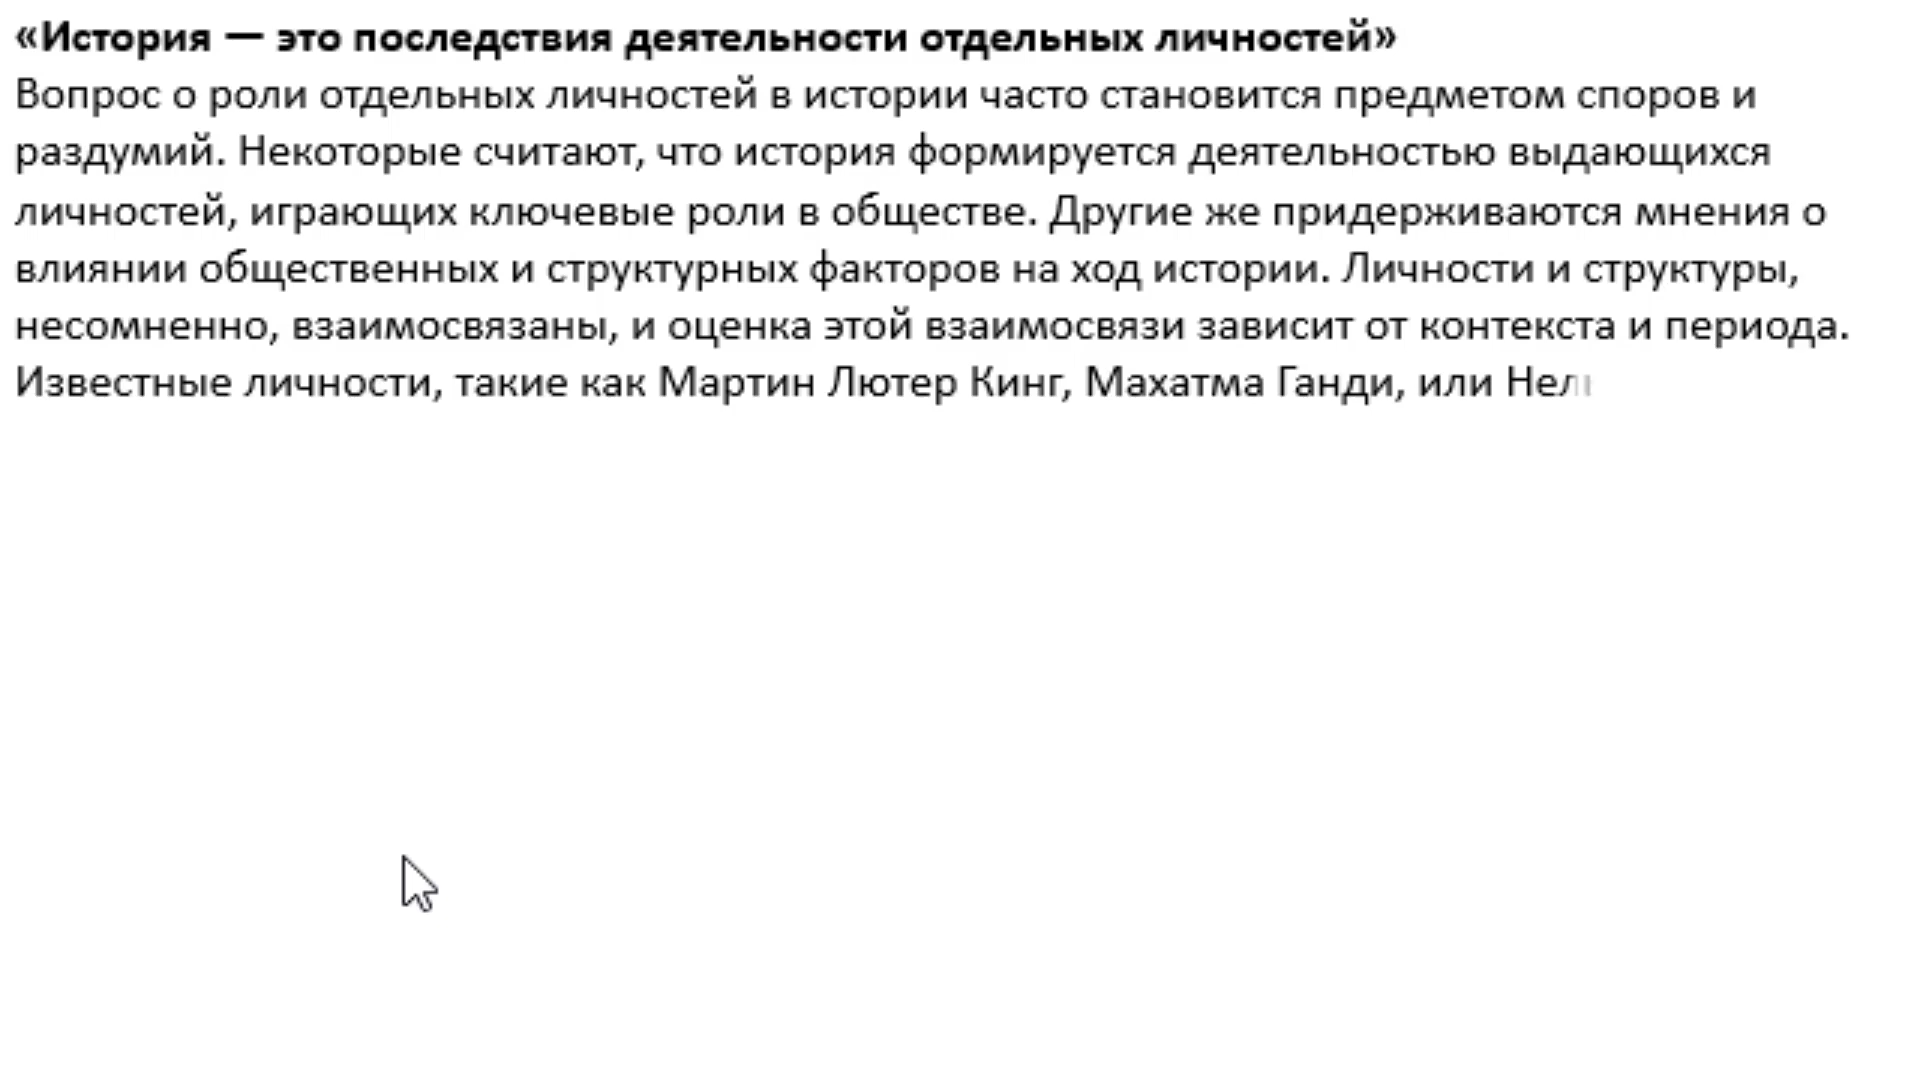 «История — это последствия деятельности отдельных личностей»
Вопрос о роли отдельных личностей в истории часто становится предметом споров и
раздумий. Некоторые считают, что история формируется деятельностью выдающихся
личностей, играющих ключевые роли в обществе. Другие же придерживаются мнения о
влиянии общественных и структурных факторов на ход истории. Личности и структуры,
несомненно, взаимосвязаны, и оценка этой взаимосвязи зависит от контекста и периода.
Известные личности, такие как Мартин Лютер Кинг, Махатма Ганди, или